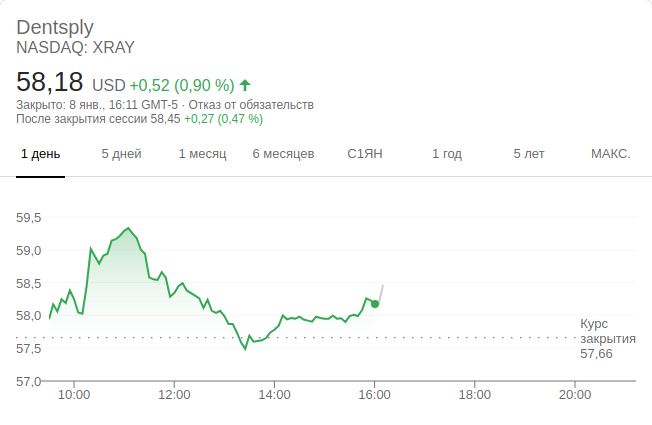 Dentsply
NASDAQ: XRAY
58,18 USD +0,52 (0,90 %)
Закрыто: 8 янв., 16:11 GMT-5 · Отказ от обязательств
После закрытия сессии 58,45 +0,27 (0,47 %)
1 день 5 дней 1 месяц 6 месяцев С1ЯН 1 год 5 лет МАКС.
59,5
59,0
58,5
58,0
57,5
57,0
Курс
закрытия
57,66
10:00 12:00 14:00 16:00 18:00 20:00